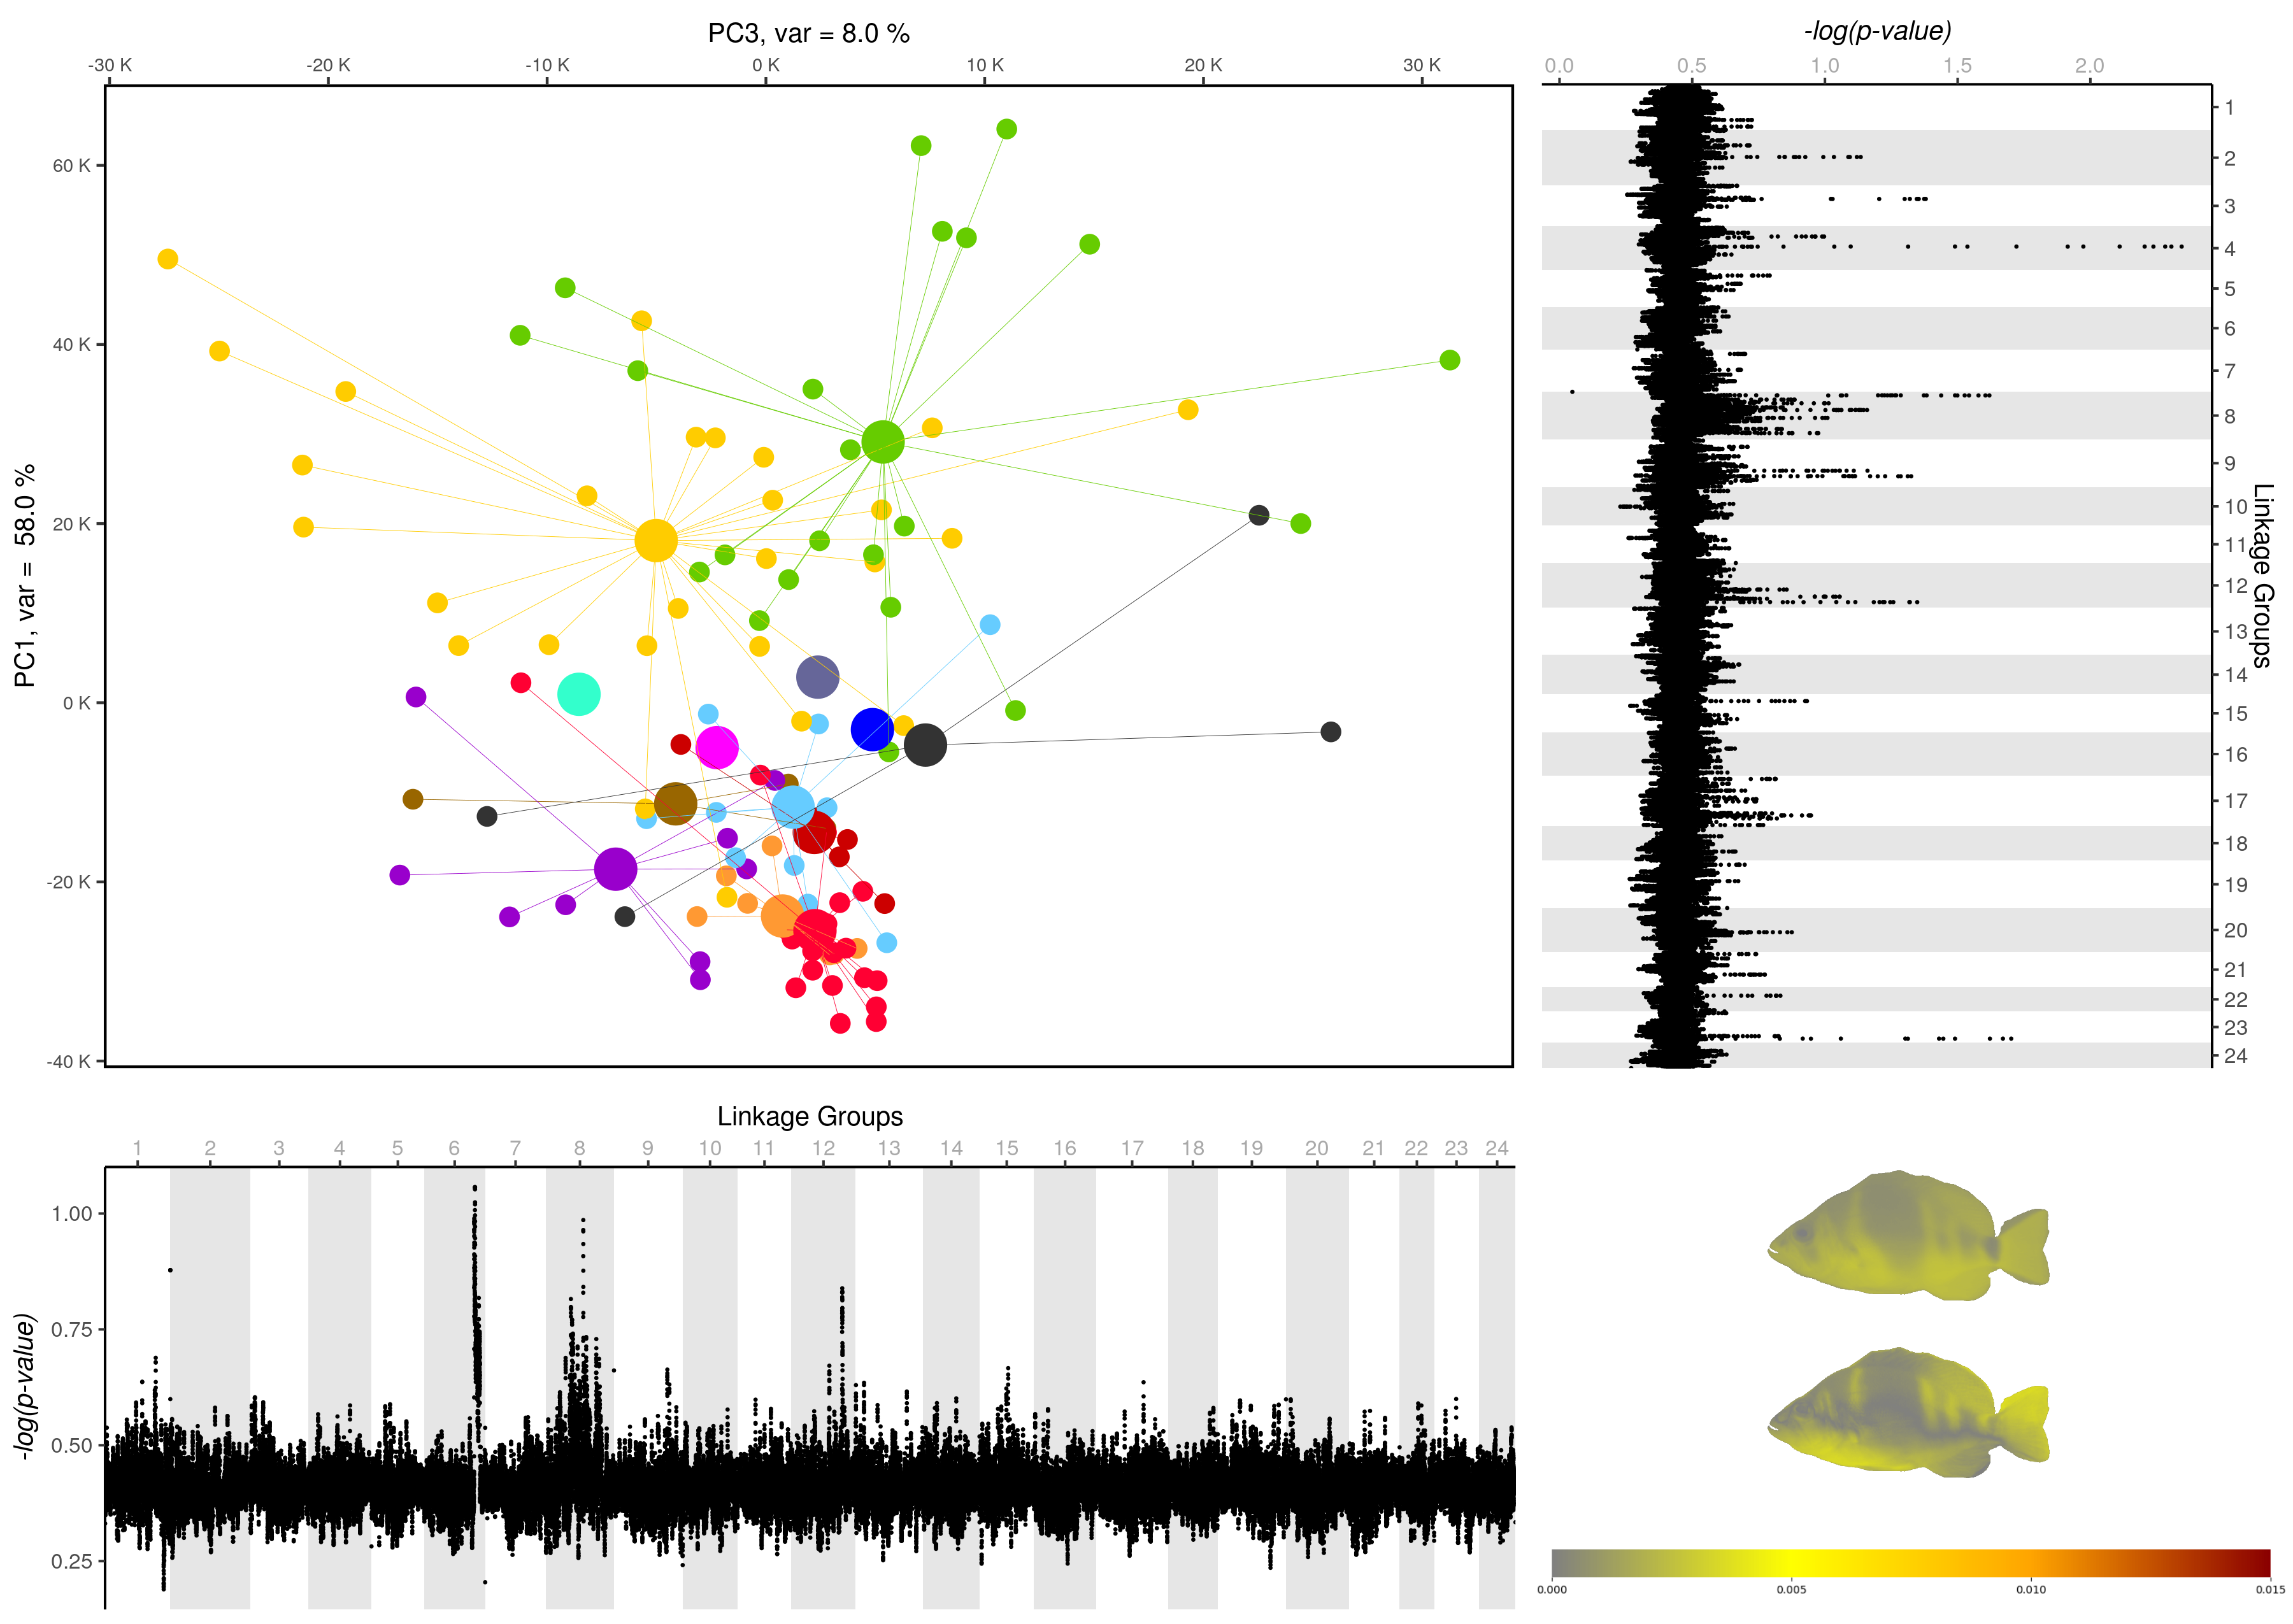 PC3, var = 8.0 %
-30 K -20 K -10 K 0 K 10 K 20 K 30 K
PC1, var = 58.0 %
60 K
40 K
20 K
0 K
-20 K
-40 K
-log(p-value)
0.0 0.5 1.0 1.5 2.0
1
2
3
4
5
6
7
8
9
10
11
12
13
14
15
16
17
18
19
20
21
22
23
24
Linkage Groups
Linkage Groups
1 2 3 4 5 6 7 8 9 10 11 12 13 14 15 16 17 18 19 20 21 22 23 24
-log(p-value)
1.00
0.75
0.50
0.25
0.000 0.005 0.010 0.015